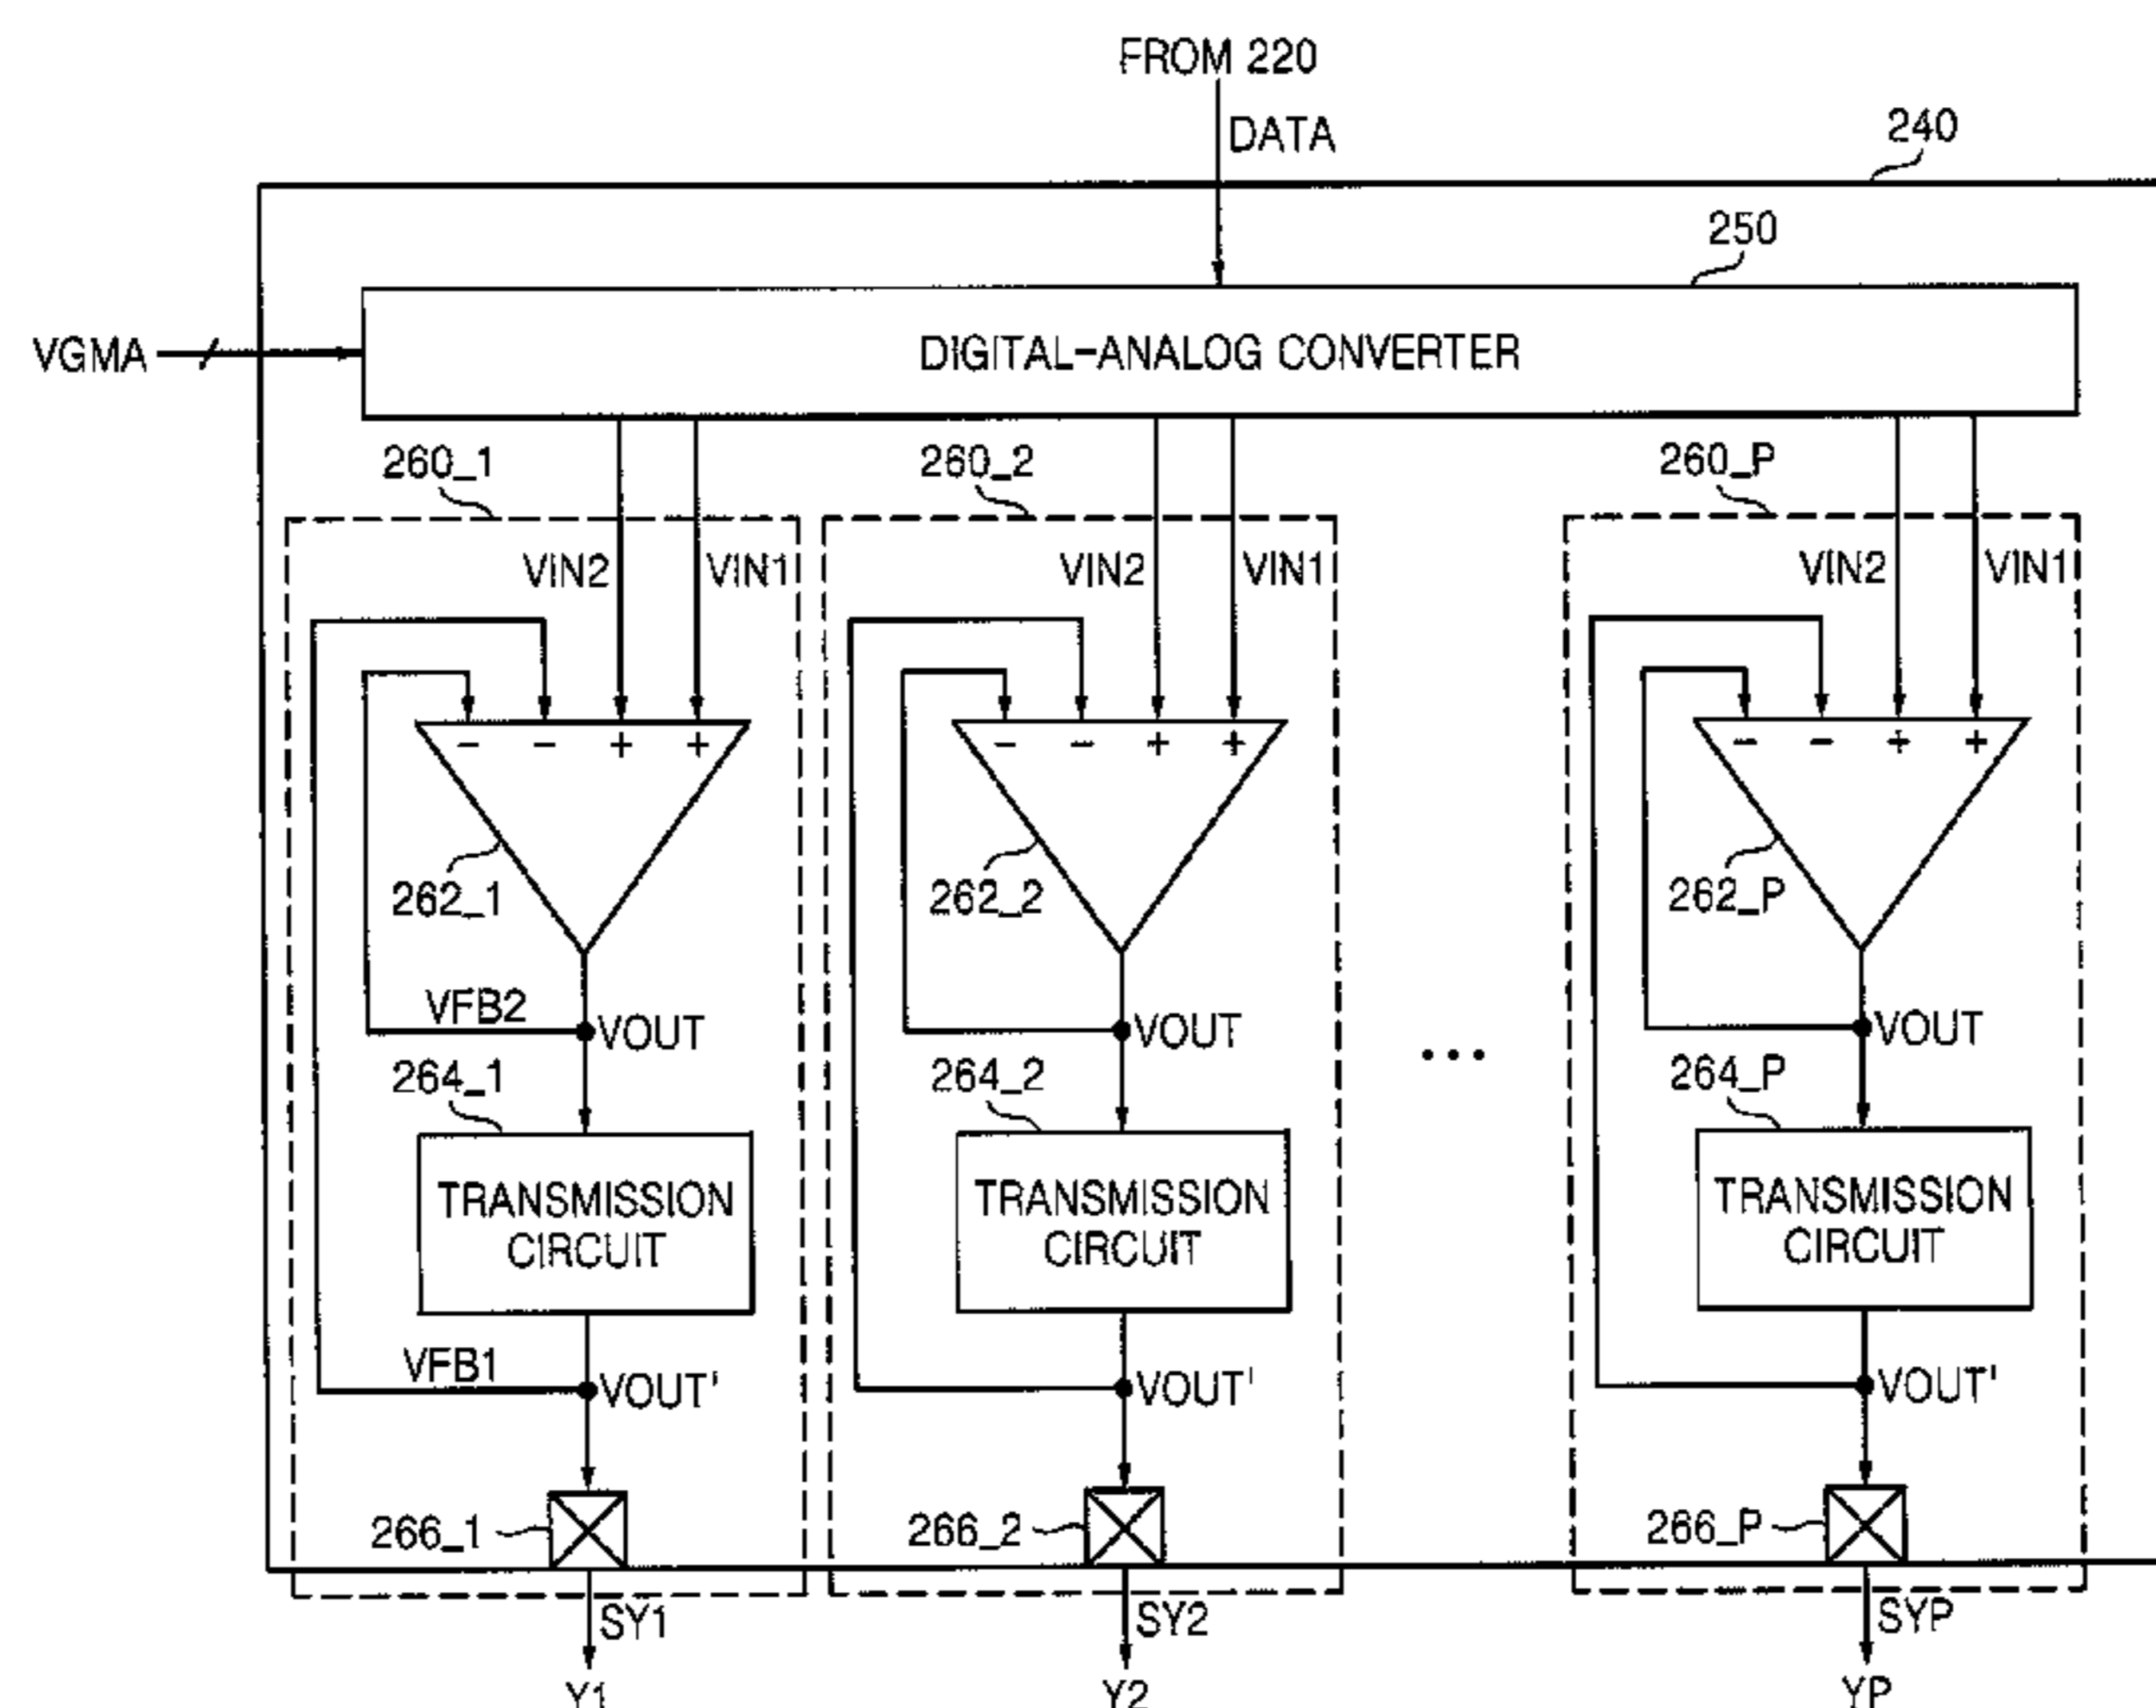 FROM 220
DATA
240
250
VGMA
DIGITAL-ANALOG CONVERTER
260_1
260_2
260_P
VIN2
VIN1
VIN2
VIN1
VIN2
VIN1
- - + +
- - + +
- - + +
262_1
262_2
262_P
VFB2
VOUT
VOUT
...
VOUT
264_1
264_2
264_P
TRANSMISSION
CIRCUIT
TRANSMISSION
CIRCUIT
TRANSMISSION
CIRCUIT
VFB1
VOUT'
VOUT'
VOUT'
266_1
266_2
266_P
SY1
SY2
SYP
Y1
Y2
YP